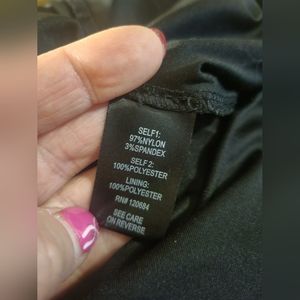 SELF1:
97%NYLON
3%SPANDEX
SELF 2:
100%POLYESTER
LINING:
100%POLYESTER
RN# 120684
SEE CARE
ON REVERSE